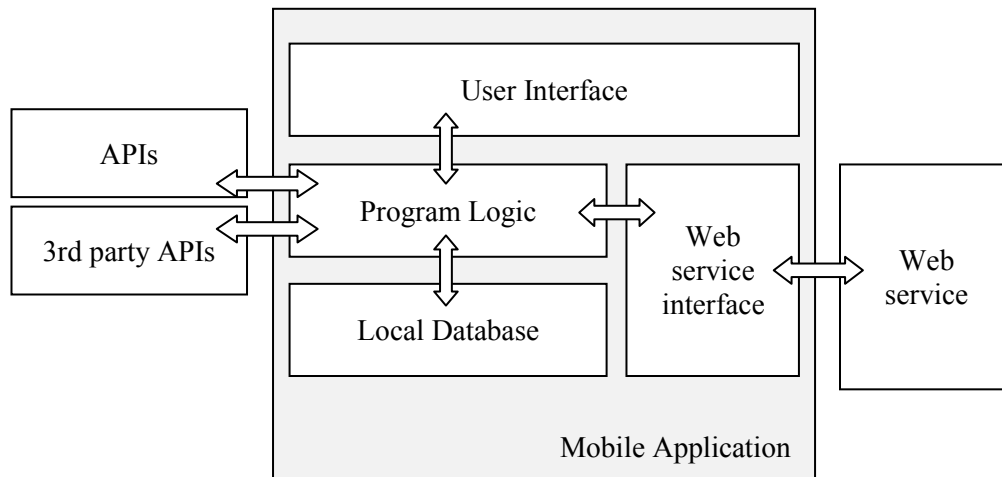 User Interface
APIs
3rd party APIs
Program Logic
Local Database
Web
service
interface
Web
service
Mobile Application